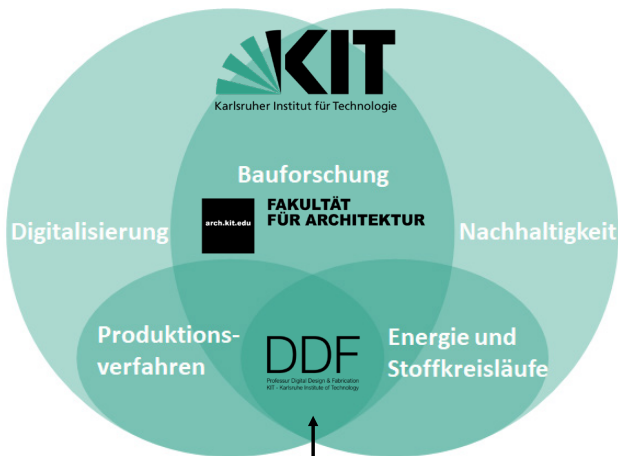 KIT
Karlsruher Institut für Technologie
Bauforschung
arch.kit.edu
FAKULTÄT
FÜR ARCHITEKTUR
Digitalisierung
Nachhaltigkeit
Produktions-
verfahren
DDF
Professur Digital Design & Fabrication
KIT - Karlsruhe Institute of Technology
Energie und
Stoffkreisläufe